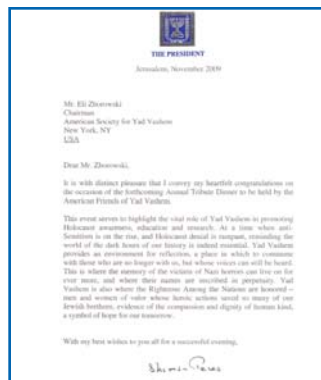 THE PRESIDENT
Jerusalem, November 2009
Mr. Eli Zborowski
Chairman
American Society for Yad Vashem
New York, NY
USA
Dear Mr. Zborowski,
It is with distinct pleasure that I convey my heartfelt congratulations on
the occasion of the forthcoming Annual Tribute Dinner to be held by the
American Friends of Yad Vashem.
This event serves to highlight the vital role of Yad Vashem in promoting
Holocaust awareness, education and research. At a time when anti-
Semitism is on the rise, and Holocaust denial is rampant, reminding the
world of the dark hours of our history is indeed essential. Yad Vashem
provides an environment for reflection, a place in which to commune
with those who are no longer with us, but whose voices can still be heard.
This is where the memory of the victims of Nazi horrors can live on for
ever more, and where their names are inscribed in perpetuity. Yad
Vashem is also where the Righteous Among the Nations are honored –
men and women of valor whose heroic actions saved so many of our
Jewish brethren, evidence of the compassion and dignity of human kind,
a symbol of hope for our tomorrow.
With my best wishes to you all for a successful evening,
Shimon Peres